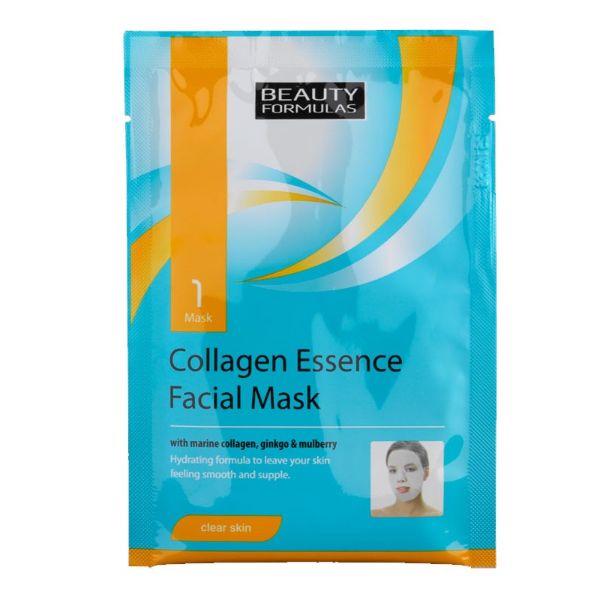 BEAUTY
FORMULAS
1
Mask
Collagen Essence
Facial Mask
with marine collagen, ginkgo & mulberry
Hydrating formula to leave your skin
feeling smooth and supple.
clear skin